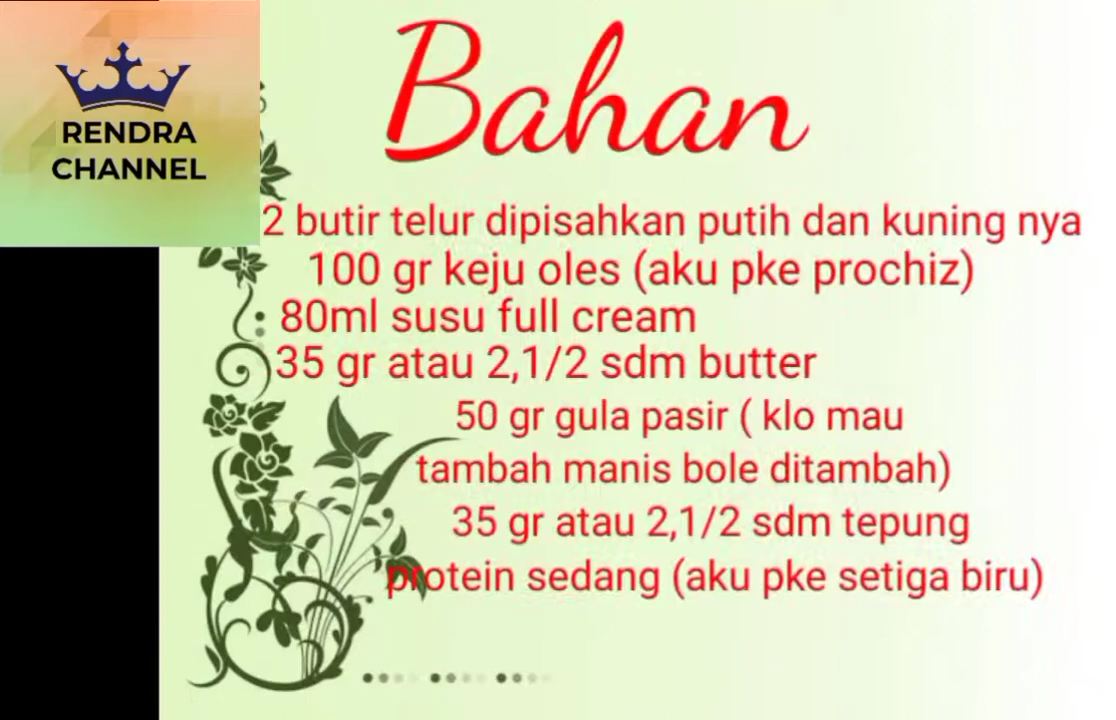 RENDRA
CHANNEL
Bahan
2 butir telur dipisahkan putih dan kuning nya
100 gr keju oles (aku pke prochiz)
80ml susu full cream
35 gr atau 2,1/2 sdm butter
50 gr gula pasir ( klo mau
tambah manis bole ditambah)
35 gr atau 2,1/2 sdm tepung
protein sedang (aku pke setiga biru)